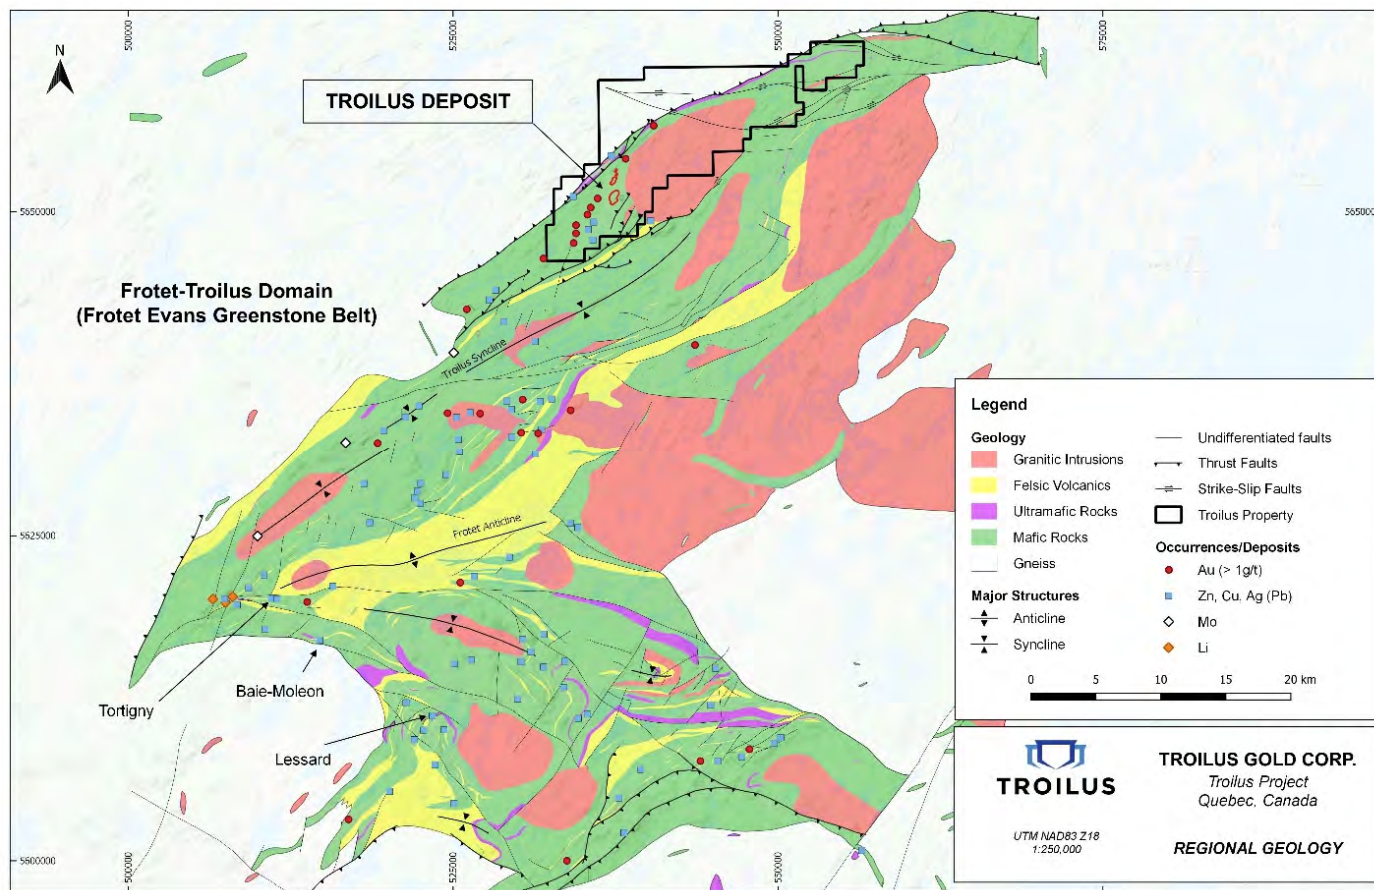 500000
525000
550000
575000
N
TROILUS DEPOSIT
5650000
565000
Frotet-Troilus Domain
(Frotet Evans Greenstone Belt)
Troilus Syncline
Frotet Anticline
5625000
Tortigny
Baie-Moleon
Lessard
5600000
500000
525000
550000
Legend
Geology
Granitic Intrusions
Felsic Volcanics
Ultramafic Rocks
Mafic Rocks
Gneiss
Major Structures
Anticline
Syncline
Undifferentiated faults
Thrust Faults
Strike-Slip Faults
Troilus Property
Occurrences/Deposits
Au (> 1g/t)
Zn, Cu, Ag (Pb)
Mo
Li
0 5 10 15 20 km
TROILUS
UTM NAD83 Z18
1:250,000
TROILUS GOLD CORP.
Troilus Project
Quebec, Canada
REGIONAL GEOLOGY